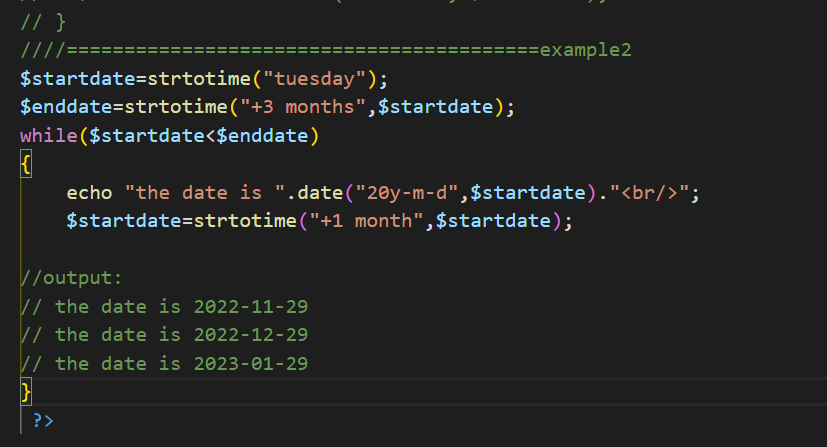 // }
////=========================================example2
$startdate=strtotime("tuesday");
$enddate=strtotime("+3 months",$startdate);
while($startdate<$enddate)
{
    echo "the date is ".date("20y-m-d",$startdate)."<br/>";
    $startdate=strtotime("+1 month",$startdate);

//output:
// the date is 2022-11-29
// the date is 2022-12-29
// the date is 2023-01-29
}
 ?>